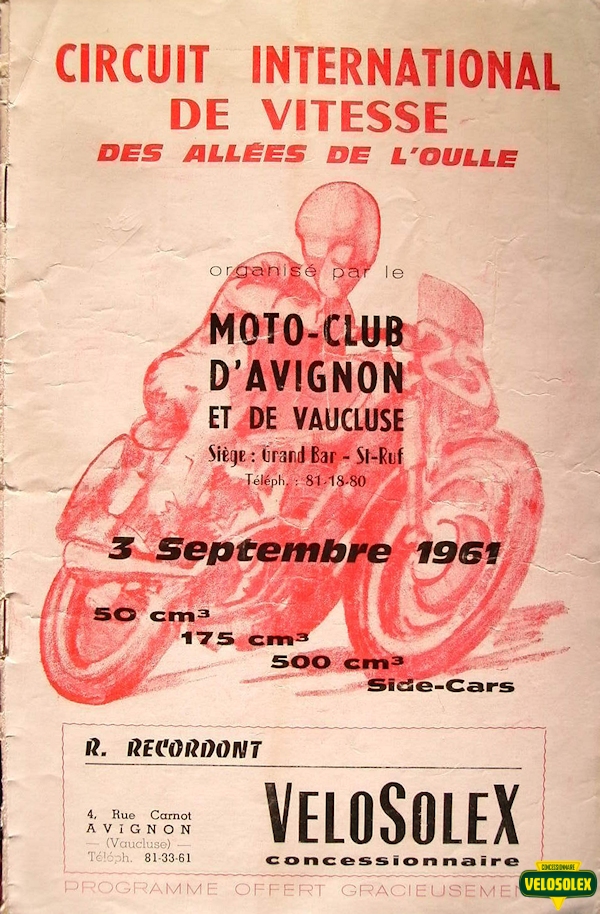 CIRCUIT INTERNATIONAL
DE VITESSE
DES ALLÉES DE L'OULLE
organisé par le
MOTO-CLUB
D'AVIGNON
ET DE VAUCLUSE
Siège : Grand Bar - St-Ruf
Téléph. : 81-18-80
3 Septembre 1961
50 cm³
175 cm³
500 cm³
Side-Cars
R. RECORDONT
4, Rue Carnot
AVIGNON
— (Vaucluse) —
Téléph. 81-33-61
VELOSOLEX
concessionnaire
PROGRAMME OFFERT GRACIEUSEMEN
CONCESSIONNAIRE
VELOSOLEX